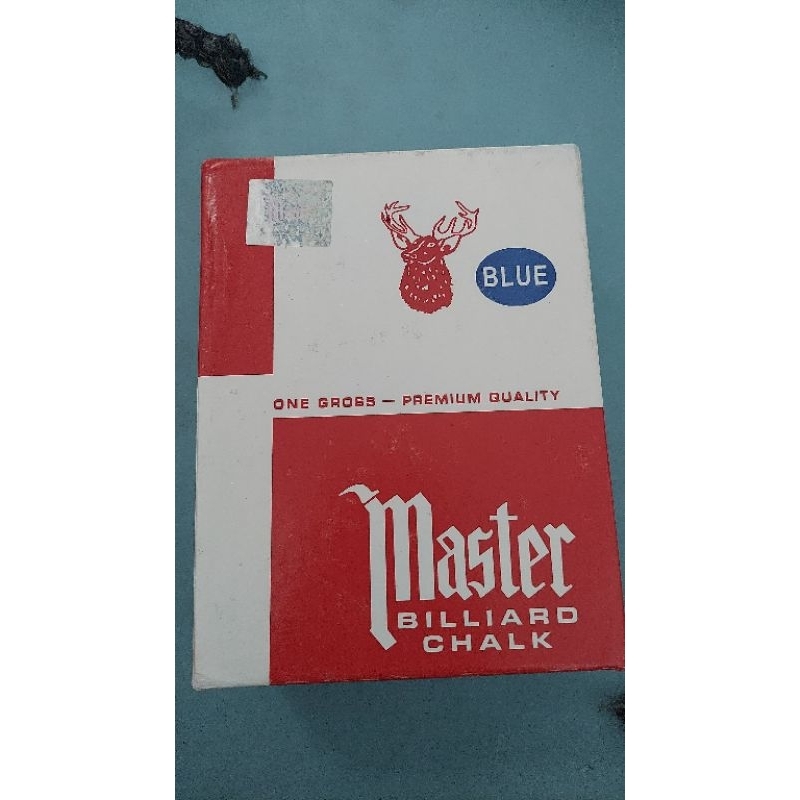 BLUE
ONE GROSS — PREMIUM QUALITY
Master
BILLIARD
CHALK